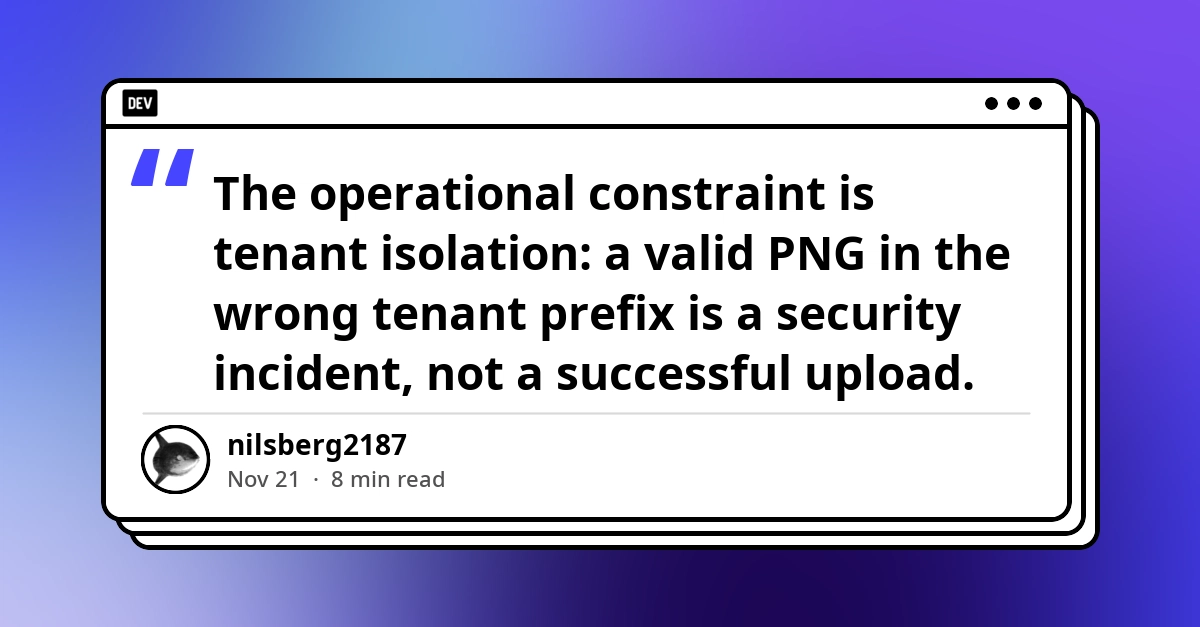 DEV
“
The operational constraint is
tenant isolation: a valid PNG in the
wrong tenant prefix is a security
incident, not a successful upload.
nilsberg2187
Nov 21 · 8 min read